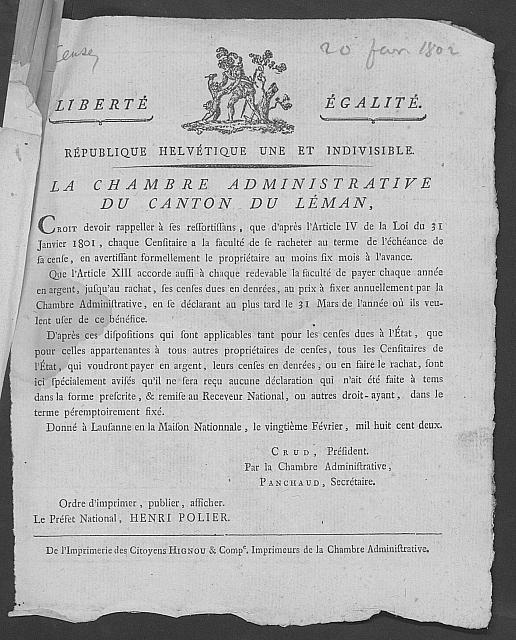 Censes
20 fevr 1802
LIBERTÉ ÉGALITÉ.
RÉPUBLIQUE HELVÉTIQUE UNE ET INDIVISIBLE.
LA CHAMBRE ADMINISTRATIVE
DU CANTON DU LÉMAN,
CROIT devoir rappeller à ſes reſſortiſſans, que d'après l'Article IV de la Loi du 31
Janvier 1801, chaque Cenſitaire a la faculté de ſe racheter au terme de l'échéance de
ſa cenſe, en avertiſſant formellement le propriétaire au moins ſix mois à l'avance.
Que l'Article XIII accorde auſſi à chaque redevable la faculté de payer chaque année
en argent, juſqu'au rachat, ſes cenſes dues en denrées, au prix à fixer annuellement par la
Chambre Adminiſtrative, en ſe déclarant au plus tard le 31 Mars de l'année où ils veu-
lent uſer de ce bénéfice.
D'après ces diſpoſitions qui ſont applicables tant pour les cenſes dues à l'État, que
pour celles appartenantes à tous autres propriétaires de cenſes, tous les Cenſitaires de
l'État, qui voudront payer en argent, leurs cenſes en denrées, ou en faire le rachat, ſont
ici ſpécialement aviſés qu'il ne ſera reçu aucune déclaration qui n'ait été faite à tems
dans la forme preſcrite, & remiſe au Receveur National, ou autres droit-ayant, dans le
terme péremptoirement fixé.
Donné à Lauſanne en la Maiſon Nationnale, le vingtième Février, mil huit cent deux.
CRUD, Préſident.
Par la Chambre Adminiſtrative,
PANCHAUD, Secrétaire.
Ordre d'imprimer, publier, afficher.
Le Préfet National, HENRI POLIER.
De l'Imprimerie des Citoyens HIGNOU & Compᵉ. Imprimeurs de la Chambre Adminiſtrative.